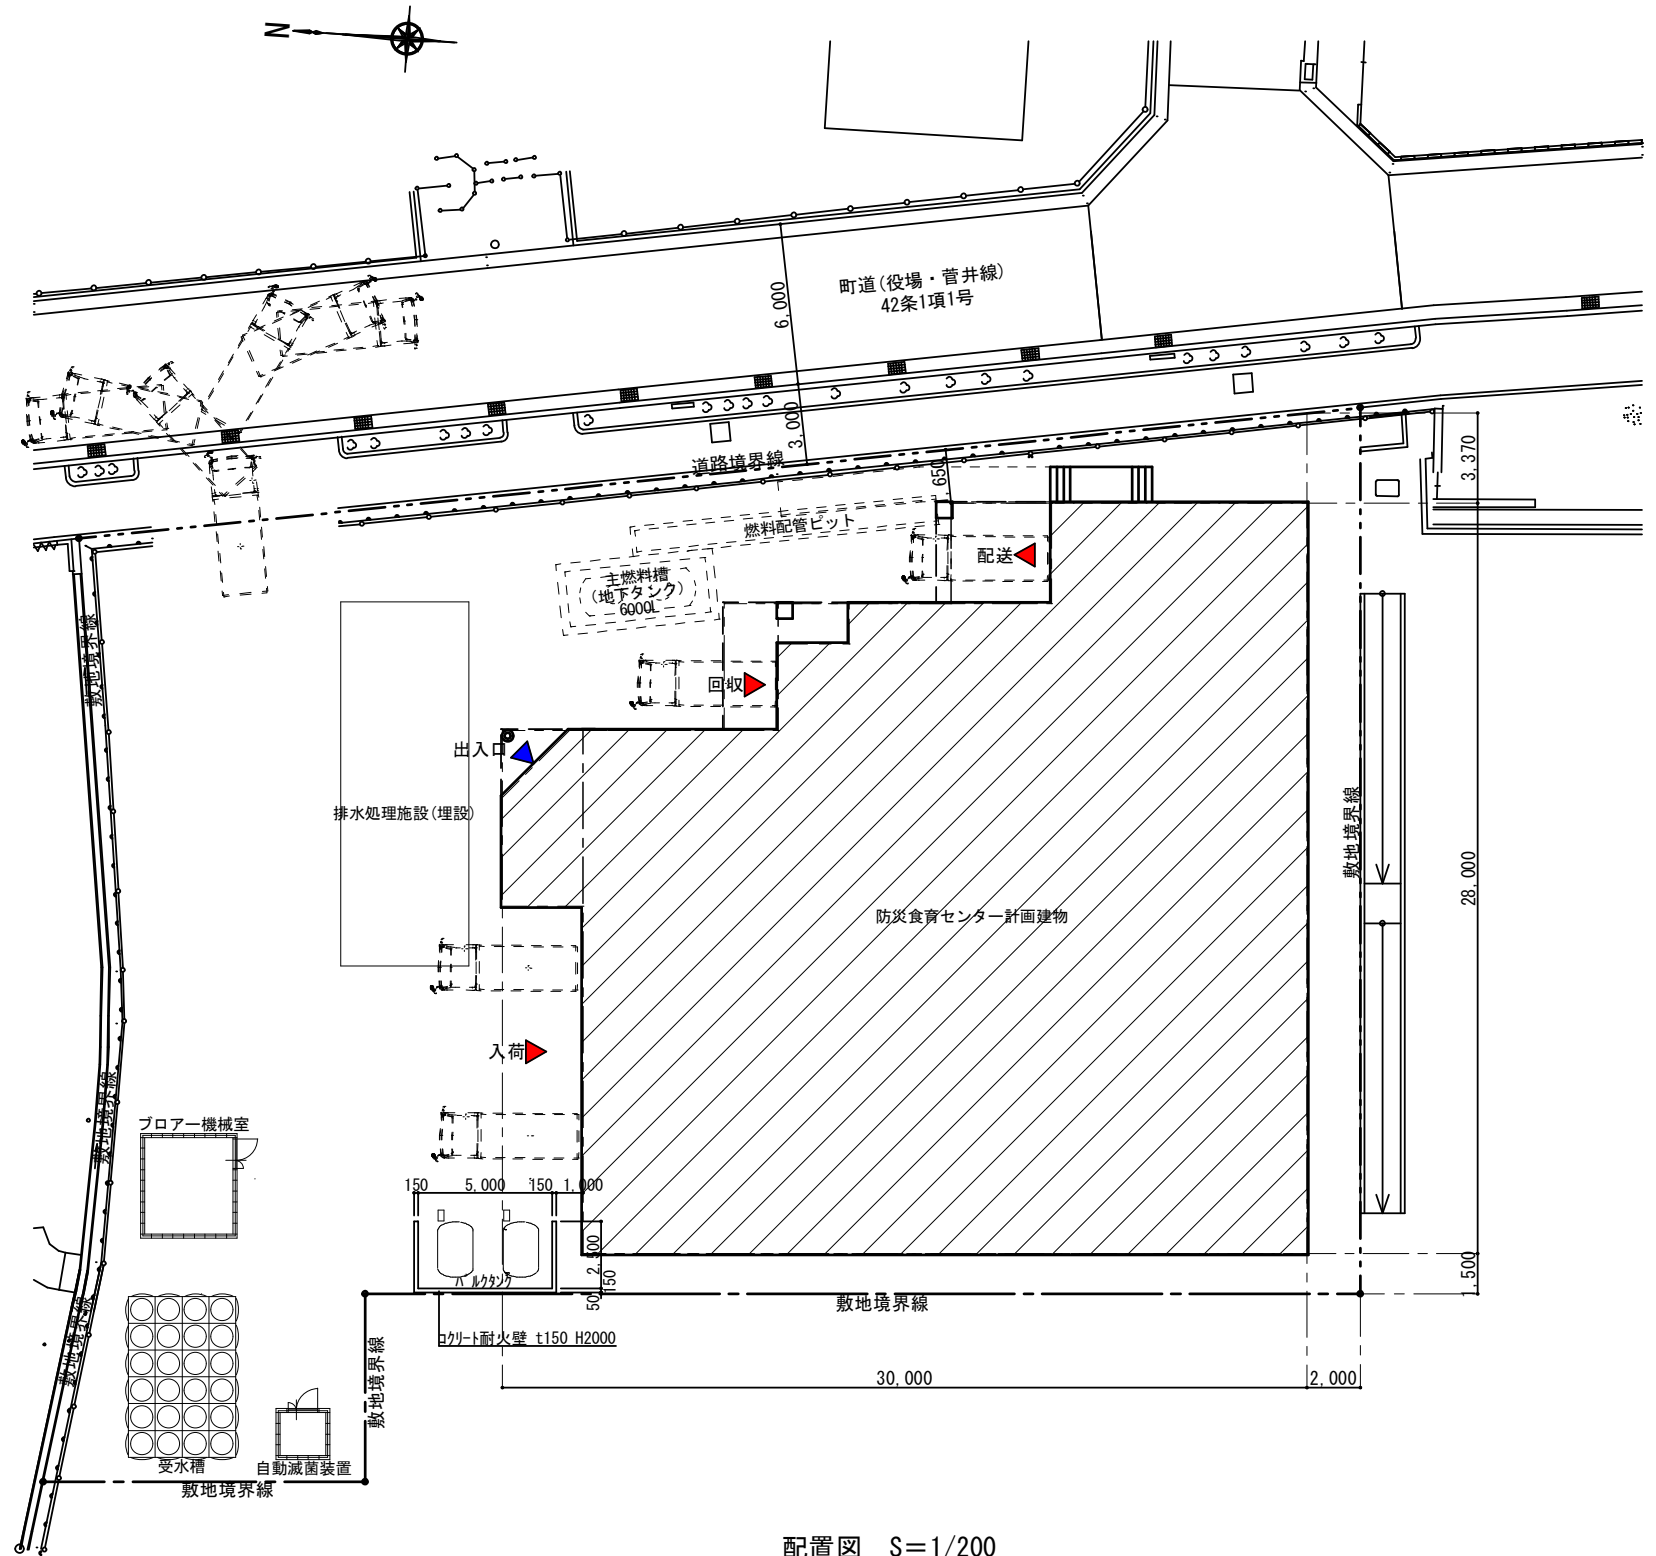 N
町道(役場・菅井線)
42条1項1号
6,000
3,000
道路境界線
650
3,370
燃料配管ピット
主燃料槽
(地下タンク)
6000L
配送
回収
出入口
敷地境界線
排水処理施設(埋設)
敷地境界線
28,000
防災食育センター計画建物
入荷
敷地境界線
ブロアー機械室
150
5,000
150
1,000
2,500
150
50
バルクタンク
1,500
敷地境界線
コンクリート耐火壁 t150 H2000
敷地境界線
敷地境界線
30,000
2,000
受水槽
自動滅菌装置
敷地境界線
配置図 S=1/200